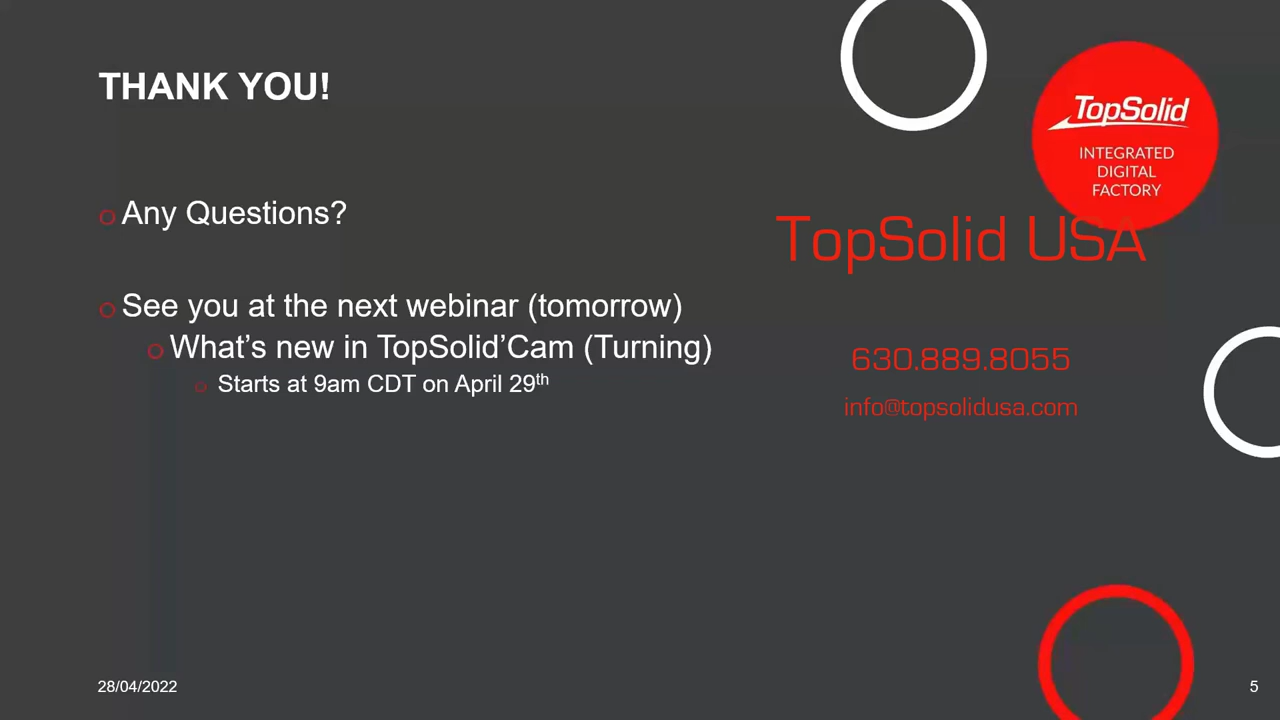 THANK YOU!
Any Questions?
See you at the next webinar (tomorrow)
What's new in TopSolid'Cam (Turning)
Starts at 9am CDT on April 29th
TopSolid
INTEGRATED
DIGITAL
FACTORY
TopSolid USA
630.889.8055
info@topsolidusa.com
28/04/2022
5